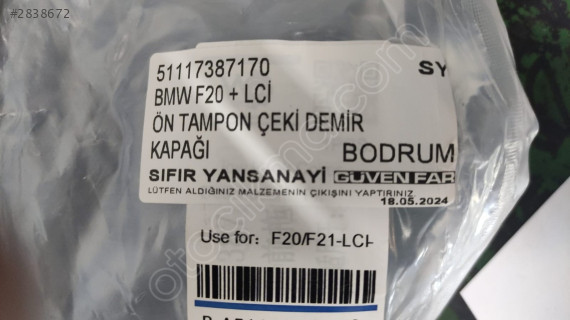 #2838672
51117387170 SY
BMW F20 + LCİ
ÖN TAMPON ÇEKİ DEMİR
KAPAĞI BODRUM
SIFIR YANSANAYİ GÜVEN FAR
LÜTFEN ALDIĞINIZ MALZEMENİN ÇIKIŞINI YAPTIRINIZ
18.05.2024
Use for: F20/F21-LCI-